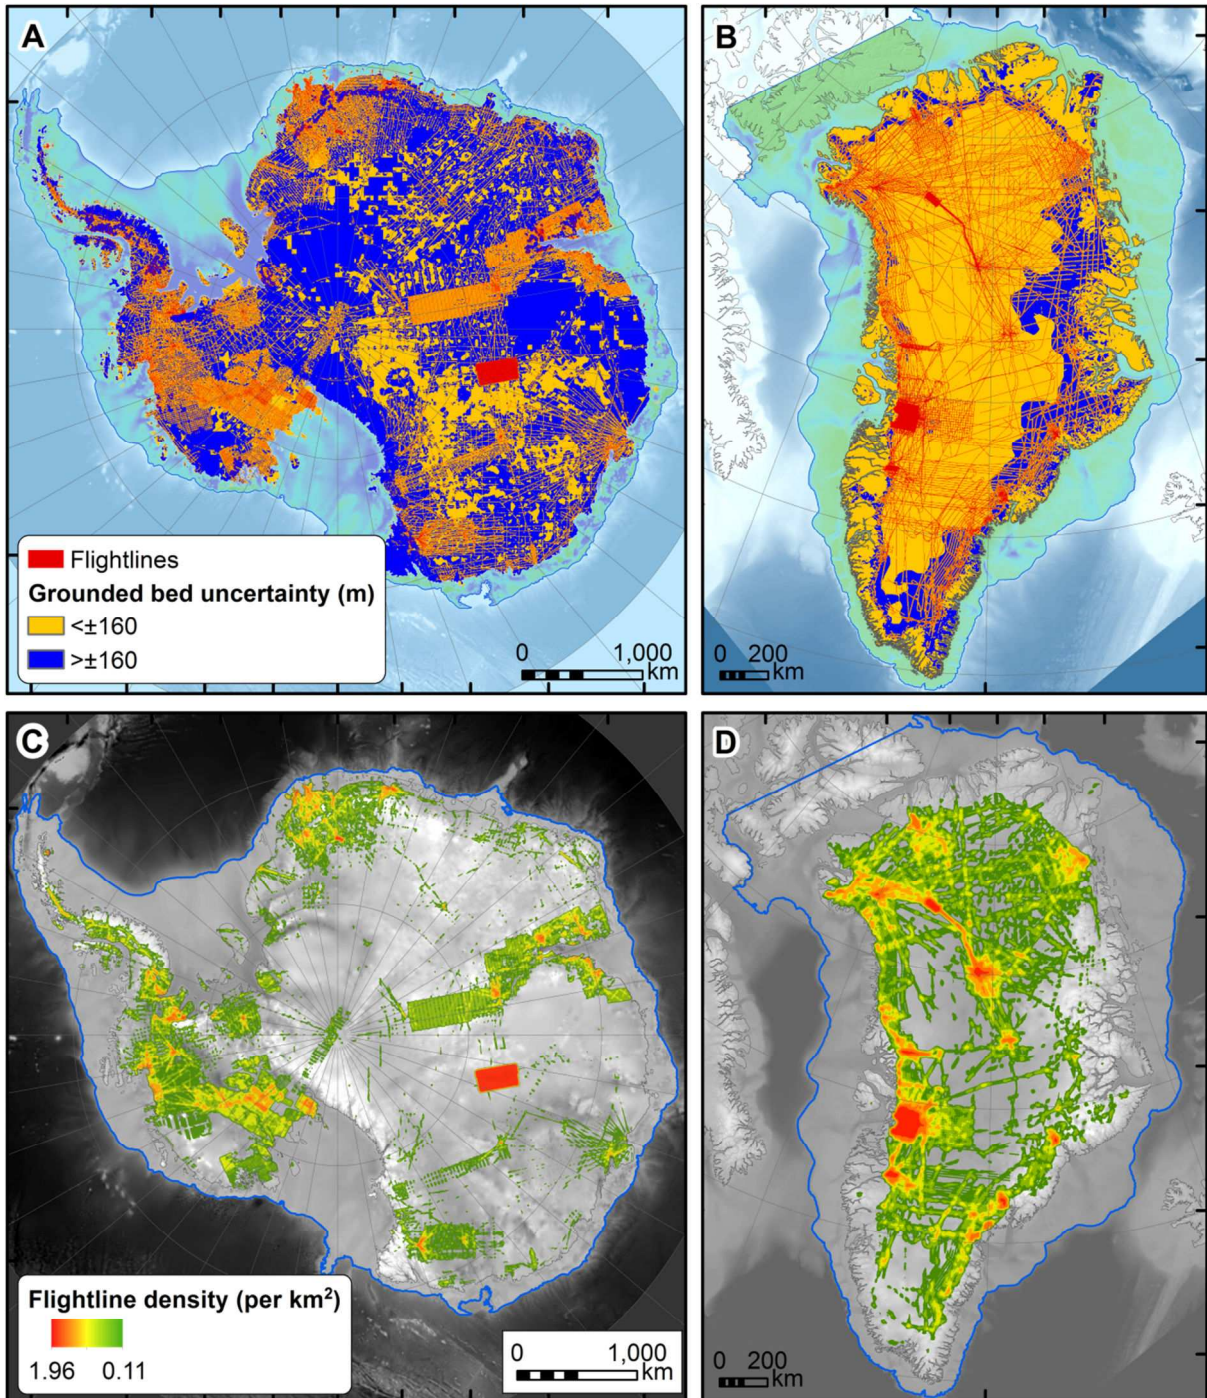 A
B
Flightlines
Grounded bed uncertainty (m)
<±160
>±160
0 1,000
km
0 200
km
C
D
Flightline density (per km²)
1.96 0.11
0 1,000
km
0 200
km